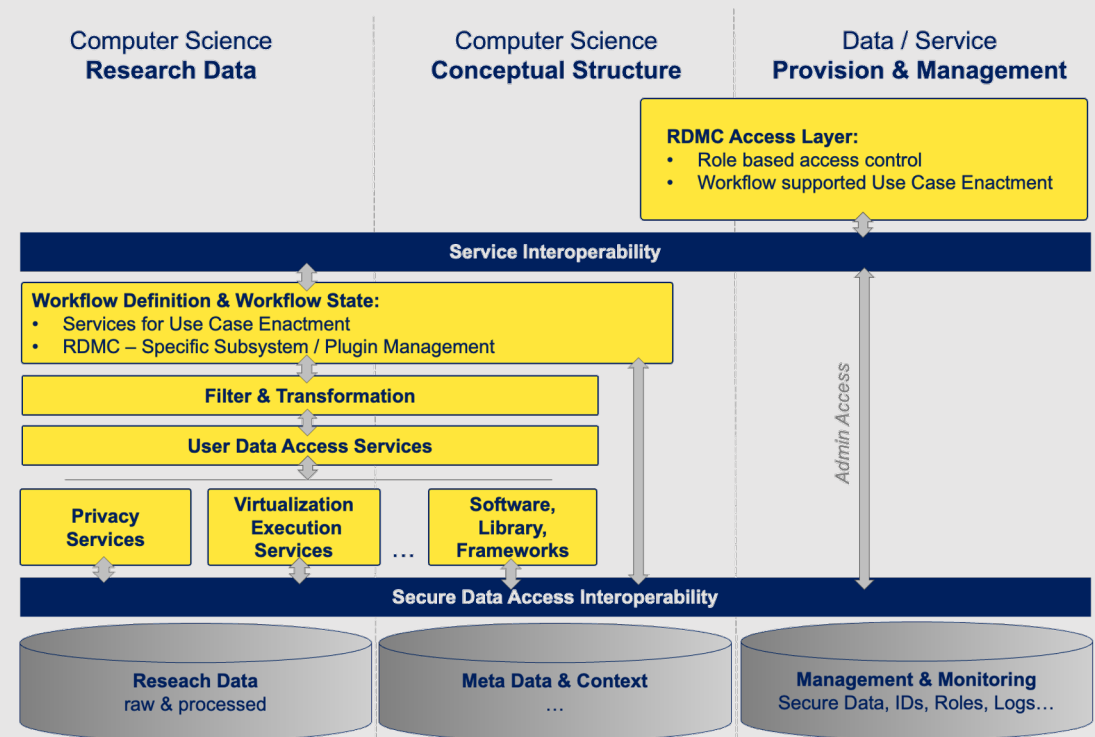 Computer Science
Research Data
Computer Science
Conceptual Structure
Data / Service
Provision & Management
RDMC Access Layer:
• Role based access control
• Workflow supported Use Case Enactment
Service Interoperability
Workflow Definition & Workflow State:
• Services for Use Case Enactment
• RDMC – Specific Subsystem / Plugin Management
Filter & Transformation
User Data Access Services
Admin Access
Privacy
Services
Virtualization
Execution
Services
...
Software,
Library,
Frameworks
Secure Data Access Interoperability
Reseach Data
raw & processed
Meta Data & Context
...
Management & Monitoring
Secure Data, IDs, Roles, Logs...